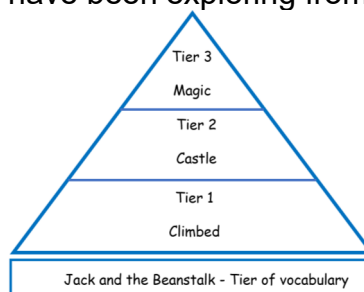 have been exploring from
Tier 3
Magic
Tier 2
Castle
Tier 1
Climbed
Jack and the Beanstalk - Tier of vocabulary